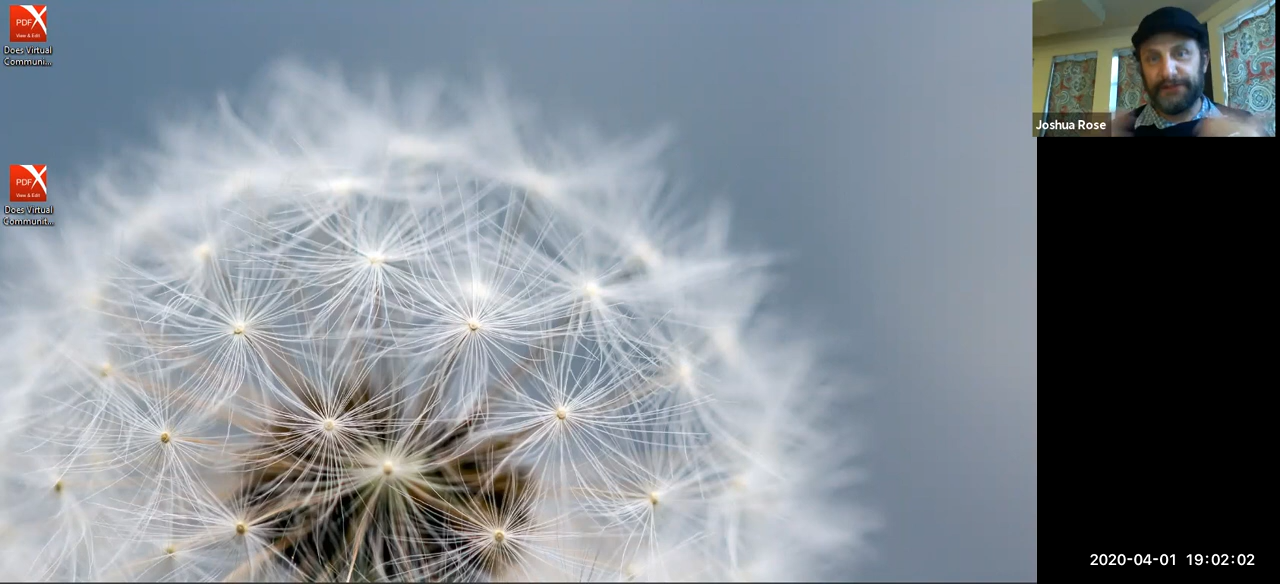 PDF X
View & Edit
Does Virtual
Communi...
PDF X
View & Edit
Does Virtual
Communit...
Joshua Rose
2020-04-01 19:02:02